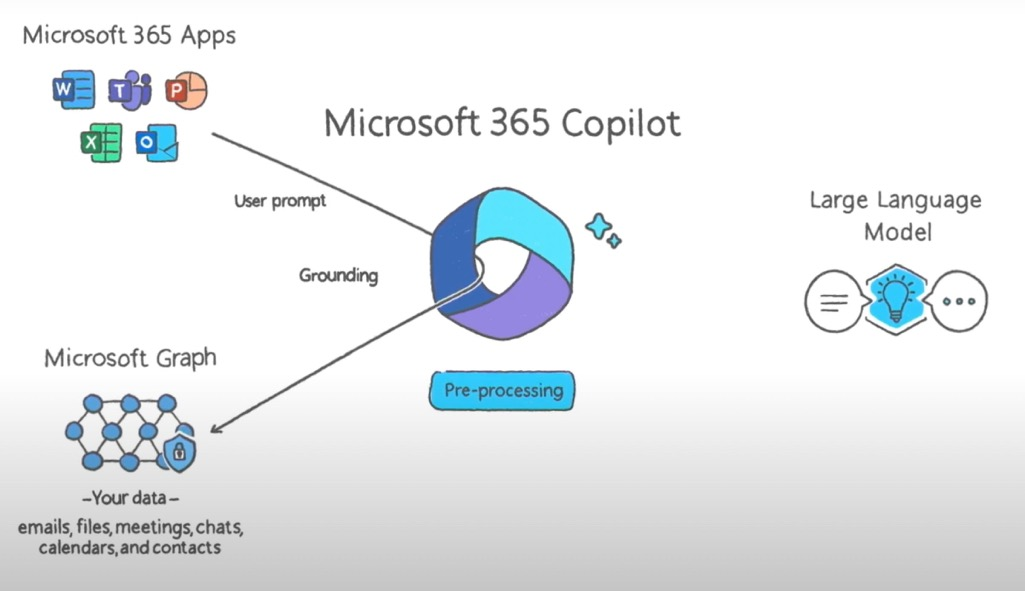 Microsoft 365 Apps
W
T
P
X
O
Microsoft 365 Copilot
User prompt
Grounding
Large Language
Model
Microsoft Graph
Pre-processing
–Your data–
emails, files, meetings, chats,
calendars, and contacts